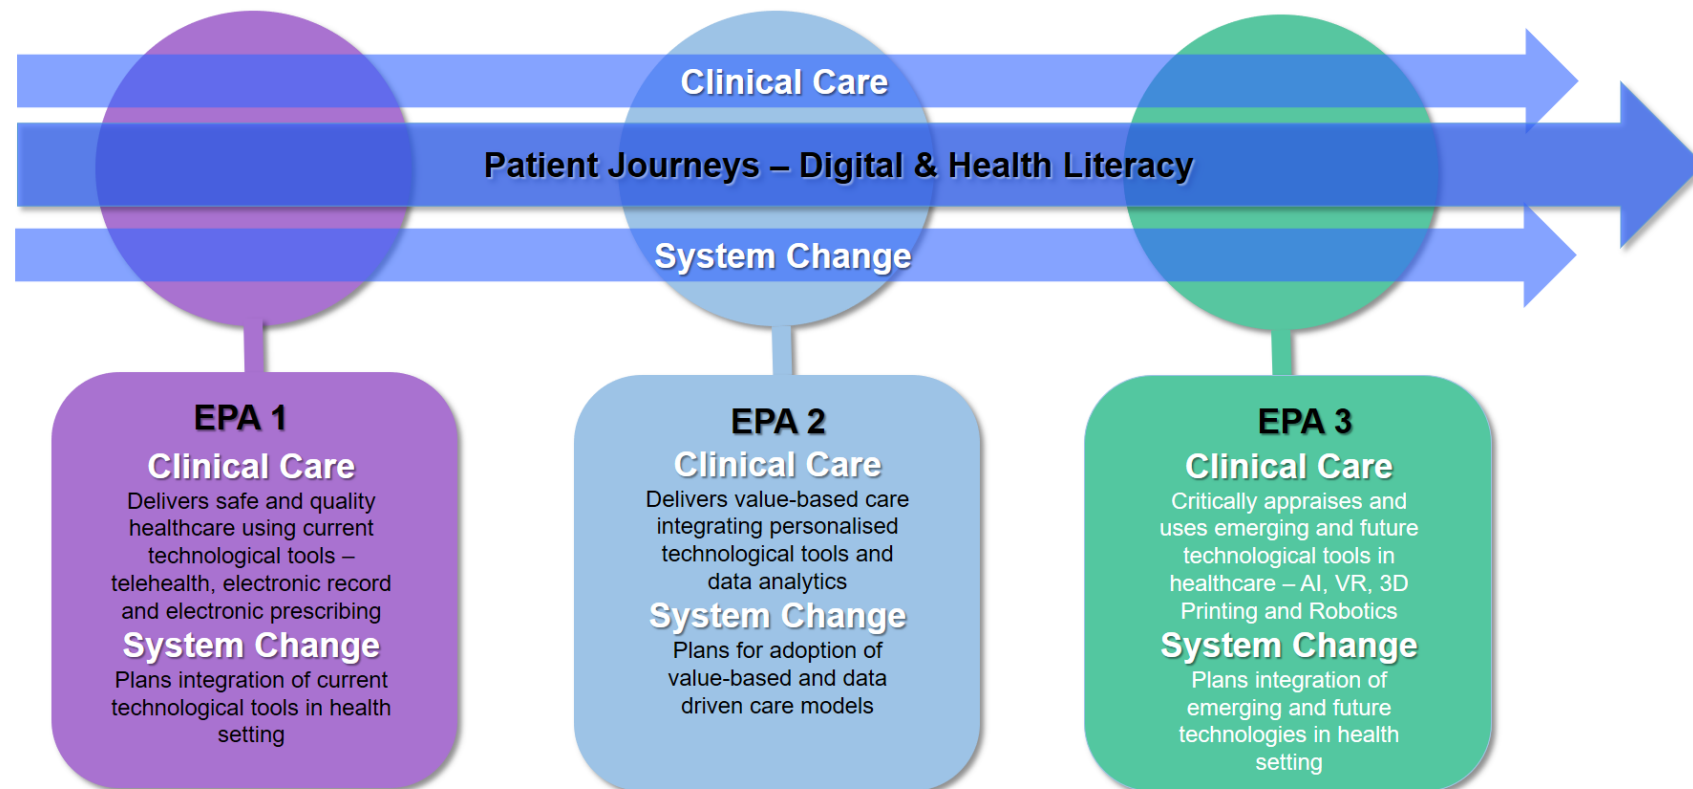 Clinical Care
Patient Journeys – Digital & Health Literacy
System Change
EPA 1
Clinical Care
Delivers safe and quality
healthcare using current
technological tools –
telehealth, electronic record
and electronic prescribing
System Change
Plans integration of current
technological tools in health
setting
EPA 2
Clinical Care
Delivers value-based care
integrating personalised
technological tools and
data analytics
System Change
Plans for adoption of
value-based and data
driven care models
EPA 3
Clinical Care
Critically appraises and
uses emerging and future
technological tools in
healthcare – AI, VR, 3D
Printing and Robotics
System Change
Plans integration of
emerging and future
technologies in health
setting